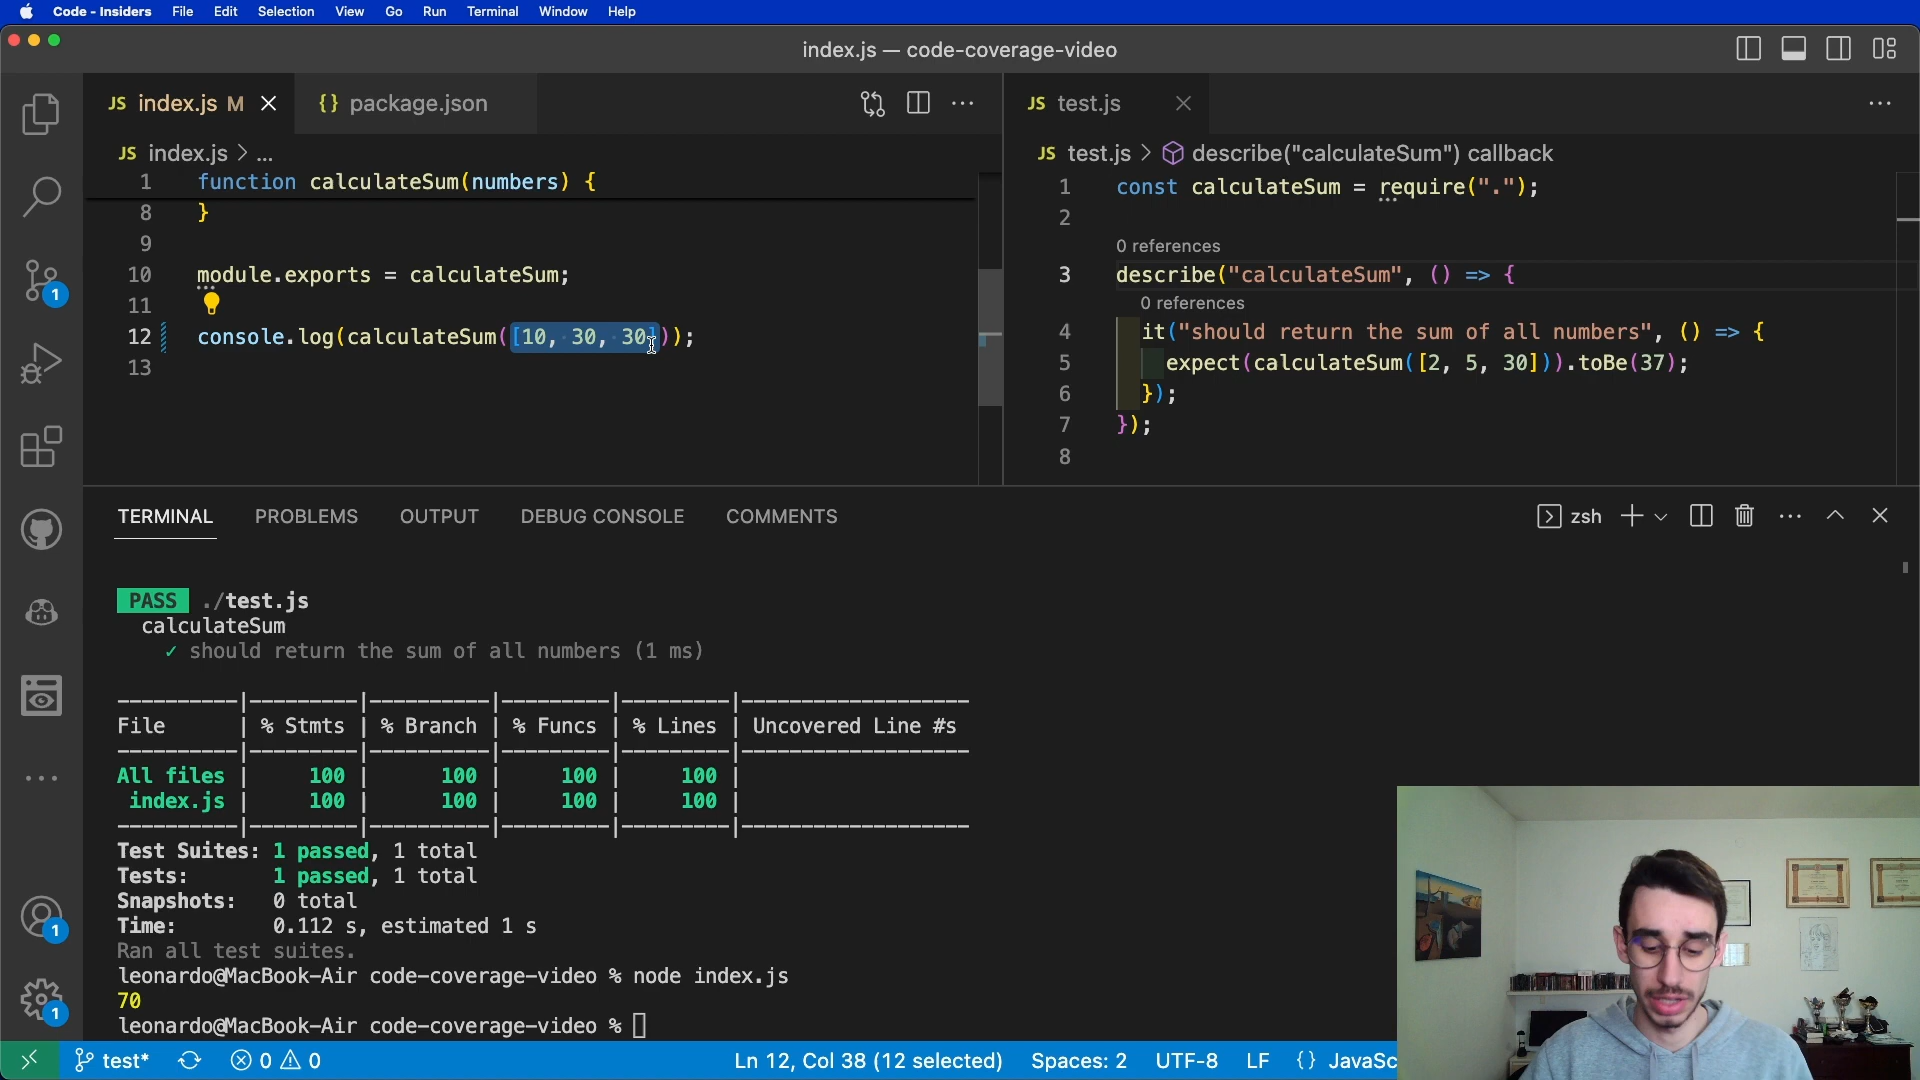 Code - Insiders File Edit Selection View Go Run Terminal Window Help
index.js — code-coverage-video
JS index.js M
{} package.json
JS index.js > ...
1 function calculateSum(numbers) {
8 }
9
10 module.exports = calculateSum;
11
12 console.log(calculateSum([10, 30, 30]));
13
JS test.js
JS test.js > describe("calculateSum") callback
1 const calculateSum = require(".");
2
0 references
3 describe("calculateSum", () => {
0 references
4 it("should return the sum of all numbers", () => {
5 expect(calculateSum([2, 5, 30])).toBe(37);
6 });
7 });
8
1
TERMINAL PROBLEMS OUTPUT DEBUG CONSOLE COMMENTS
zsh
PASS ./test.js
calculateSum
✓ should return the sum of all numbers (1 ms)
----------|---------|----------|---------|---------|-------------------
File | % Stmts | % Branch | % Funcs | % Lines | Uncovered Line #s
----------|---------|----------|---------|---------|-------------------
All files | 100 | 100 | 100 | 100 |
index.js | 100 | 100 | 100 | 100 |
----------|---------|----------|---------|---------|-------------------
Test Suites: 1 passed, 1 total
Tests: 1 passed, 1 total
Snapshots: 0 total
Time: 0.112 s, estimated 1 s
Ran all test suites.
leonardo@MacBook-Air code-coverage-video % node index.js
70
leonardo@MacBook-Air code-coverage-video %
1
1
test* 0 0 Ln 12, Col 38 (12 selected) Spaces: 2 UTF-8 LF {} JavaSc